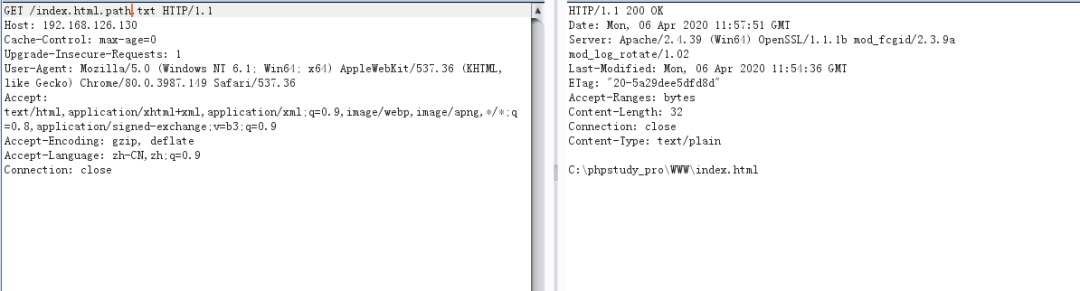 GET /index.html.path.txt HTTP/1.1
Host: 192.168.126.130
Cache-Control: max-age=0
Upgrade-Insecure-Requests: 1
User-Agent: Mozilla/5.0 (Windows NT 6.1; Win64; x64) AppleWebKit/537.36 (KHTML,
like Gecko) Chrome/80.0.3987.149 Safari/537.36
Accept:
text/html,application/xhtml+xml,application/xml;q=0.9,image/webp,image/apng,*/*;q
=0.8,application/signed-exchange;v=b3;q=0.9
Accept-Encoding: gzip, deflate
Accept-Language: zh-CN,zh;q=0.9
Connection: close
HTTP/1.1 200 OK
Date: Mon, 06 Apr 2020 11:57:51 GMT
Server: Apache/2.4.39 (Win64) OpenSSL/1.1.1b mod_fcgid/2.3.9a
mod_log_rotate/1.02
Last-Modified: Mon, 06 Apr 2020 11:54:36 GMT
ETag: "20-5a29dee5dfd8d"
Accept-Ranges: bytes
Content-Length: 32
Connection: close
Content-Type: text/plain
C:\phpstudy_pro\WWW\index.html